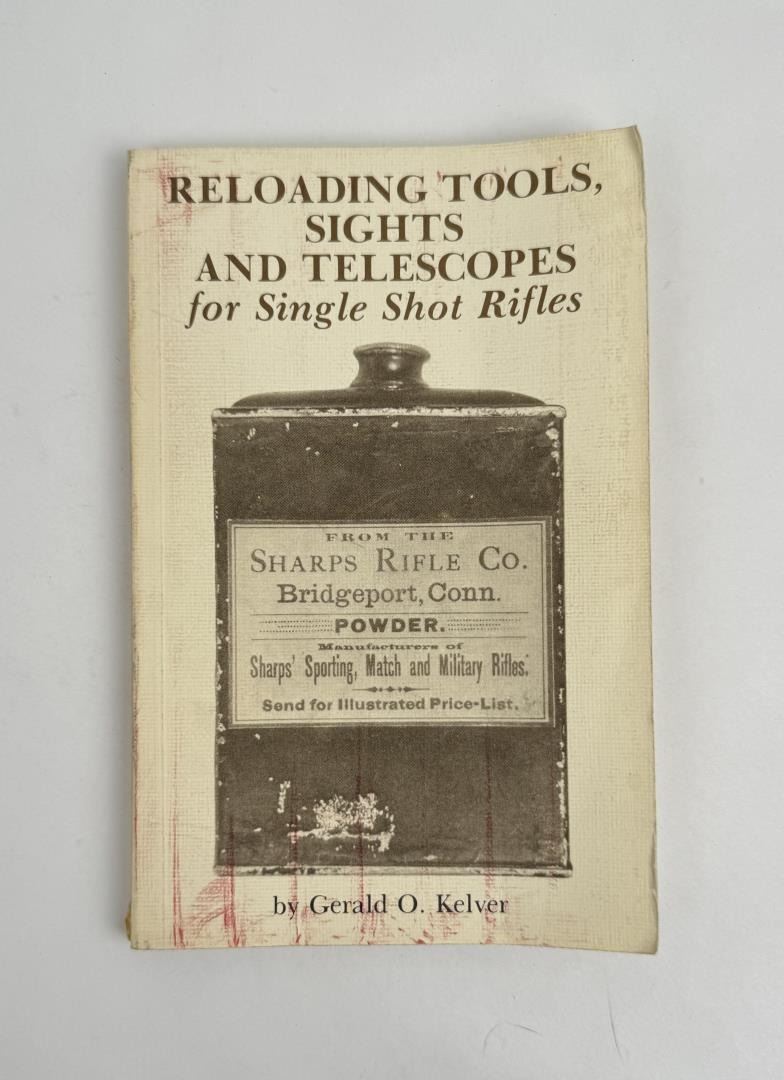 RELOADING TOOLS,
SIGHTS
AND TELESCOPES
for Single Shot Rifles
FROM THE
SHARPS RIFLE CO.
Bridgeport, Conn.
POWDER.
Manufacturers of
Sharps' Sporting, Match and Military Rifles.
Send for Illustrated Price-List.
by Gerald O. Kelver